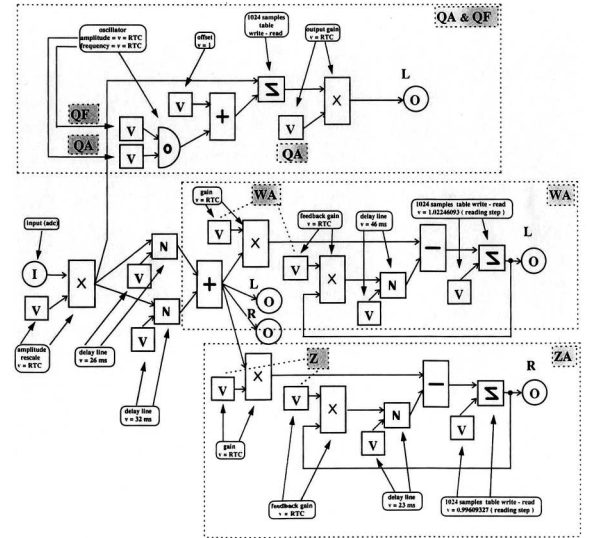 QA & QF
oscillator
amplitude = v = RTC
frequency = v = RTC
offset
v = 1
1024 samples
table
write - read
output gain
v = RTC
L
QF
V
V
+
Σ
X
O
QA
V
O
V
QA
input (adc)
gain
v = RTC
WA
WA
feedback gain
v = RTC
delay line
v = 46 ms
1024 samples table write - read
v = 1.02246093 ( reading step )
L
I
X
N
V
X
−
Σ
O
V
V
N
+
L
O
R
O
V
X
N
V
V
V
amplitude
rescale
v = RTC
delay line
v = 26 ms
delay line
v = 32 ms
Z
ZA
R
V
X
V
X
N
−
Σ
O
V
V
gain
v = RTC
feedback gain
v = RTC
delay line
v = 23 ms
1024 samples table write - read
v = 0.99609327 ( reading step )